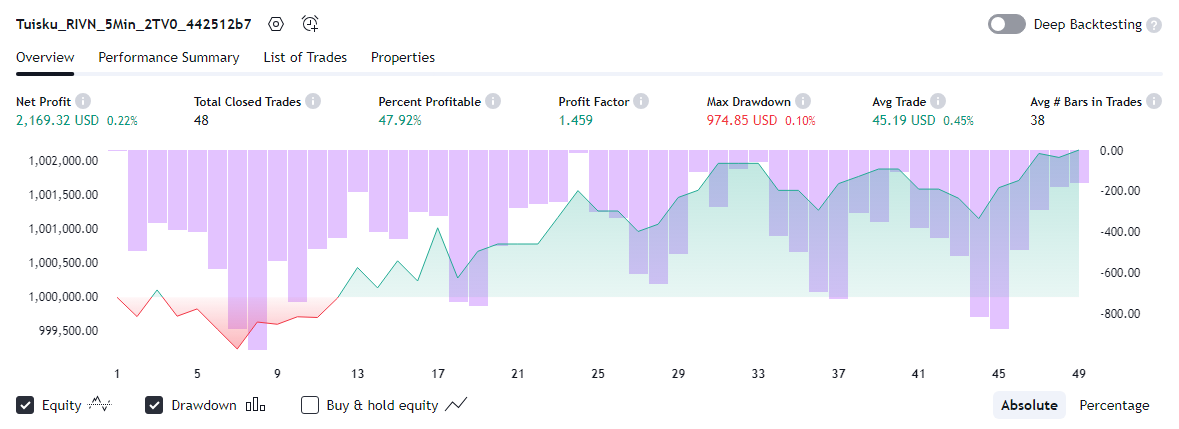 Tuisku_RIVN_5Min_2TV0_442512b7
Deep Backtesting ?
Overview Performance Summary List of Trades Properties
Net Profit i Total Closed Trades i Percent Profitable i Profit Factor i Max Drawdown i Avg Trade i Avg # Bars in Trades i
2,169.32 USD 0.22% 48 47.92% 1.459 974.85 USD 0.10% 45.19 USD 0.45% 38
1,002,000.00 0.00
1,001,500.00 -200.00
1,001,000.00 -400.00
1,000,500.00 -600.00
1,000,000.00 -800.00
999,500.00
1 5 9 13 17 21 25 29 33 37 41 45 49
Equity Drawdown Buy & hold equity Absolute Percentage